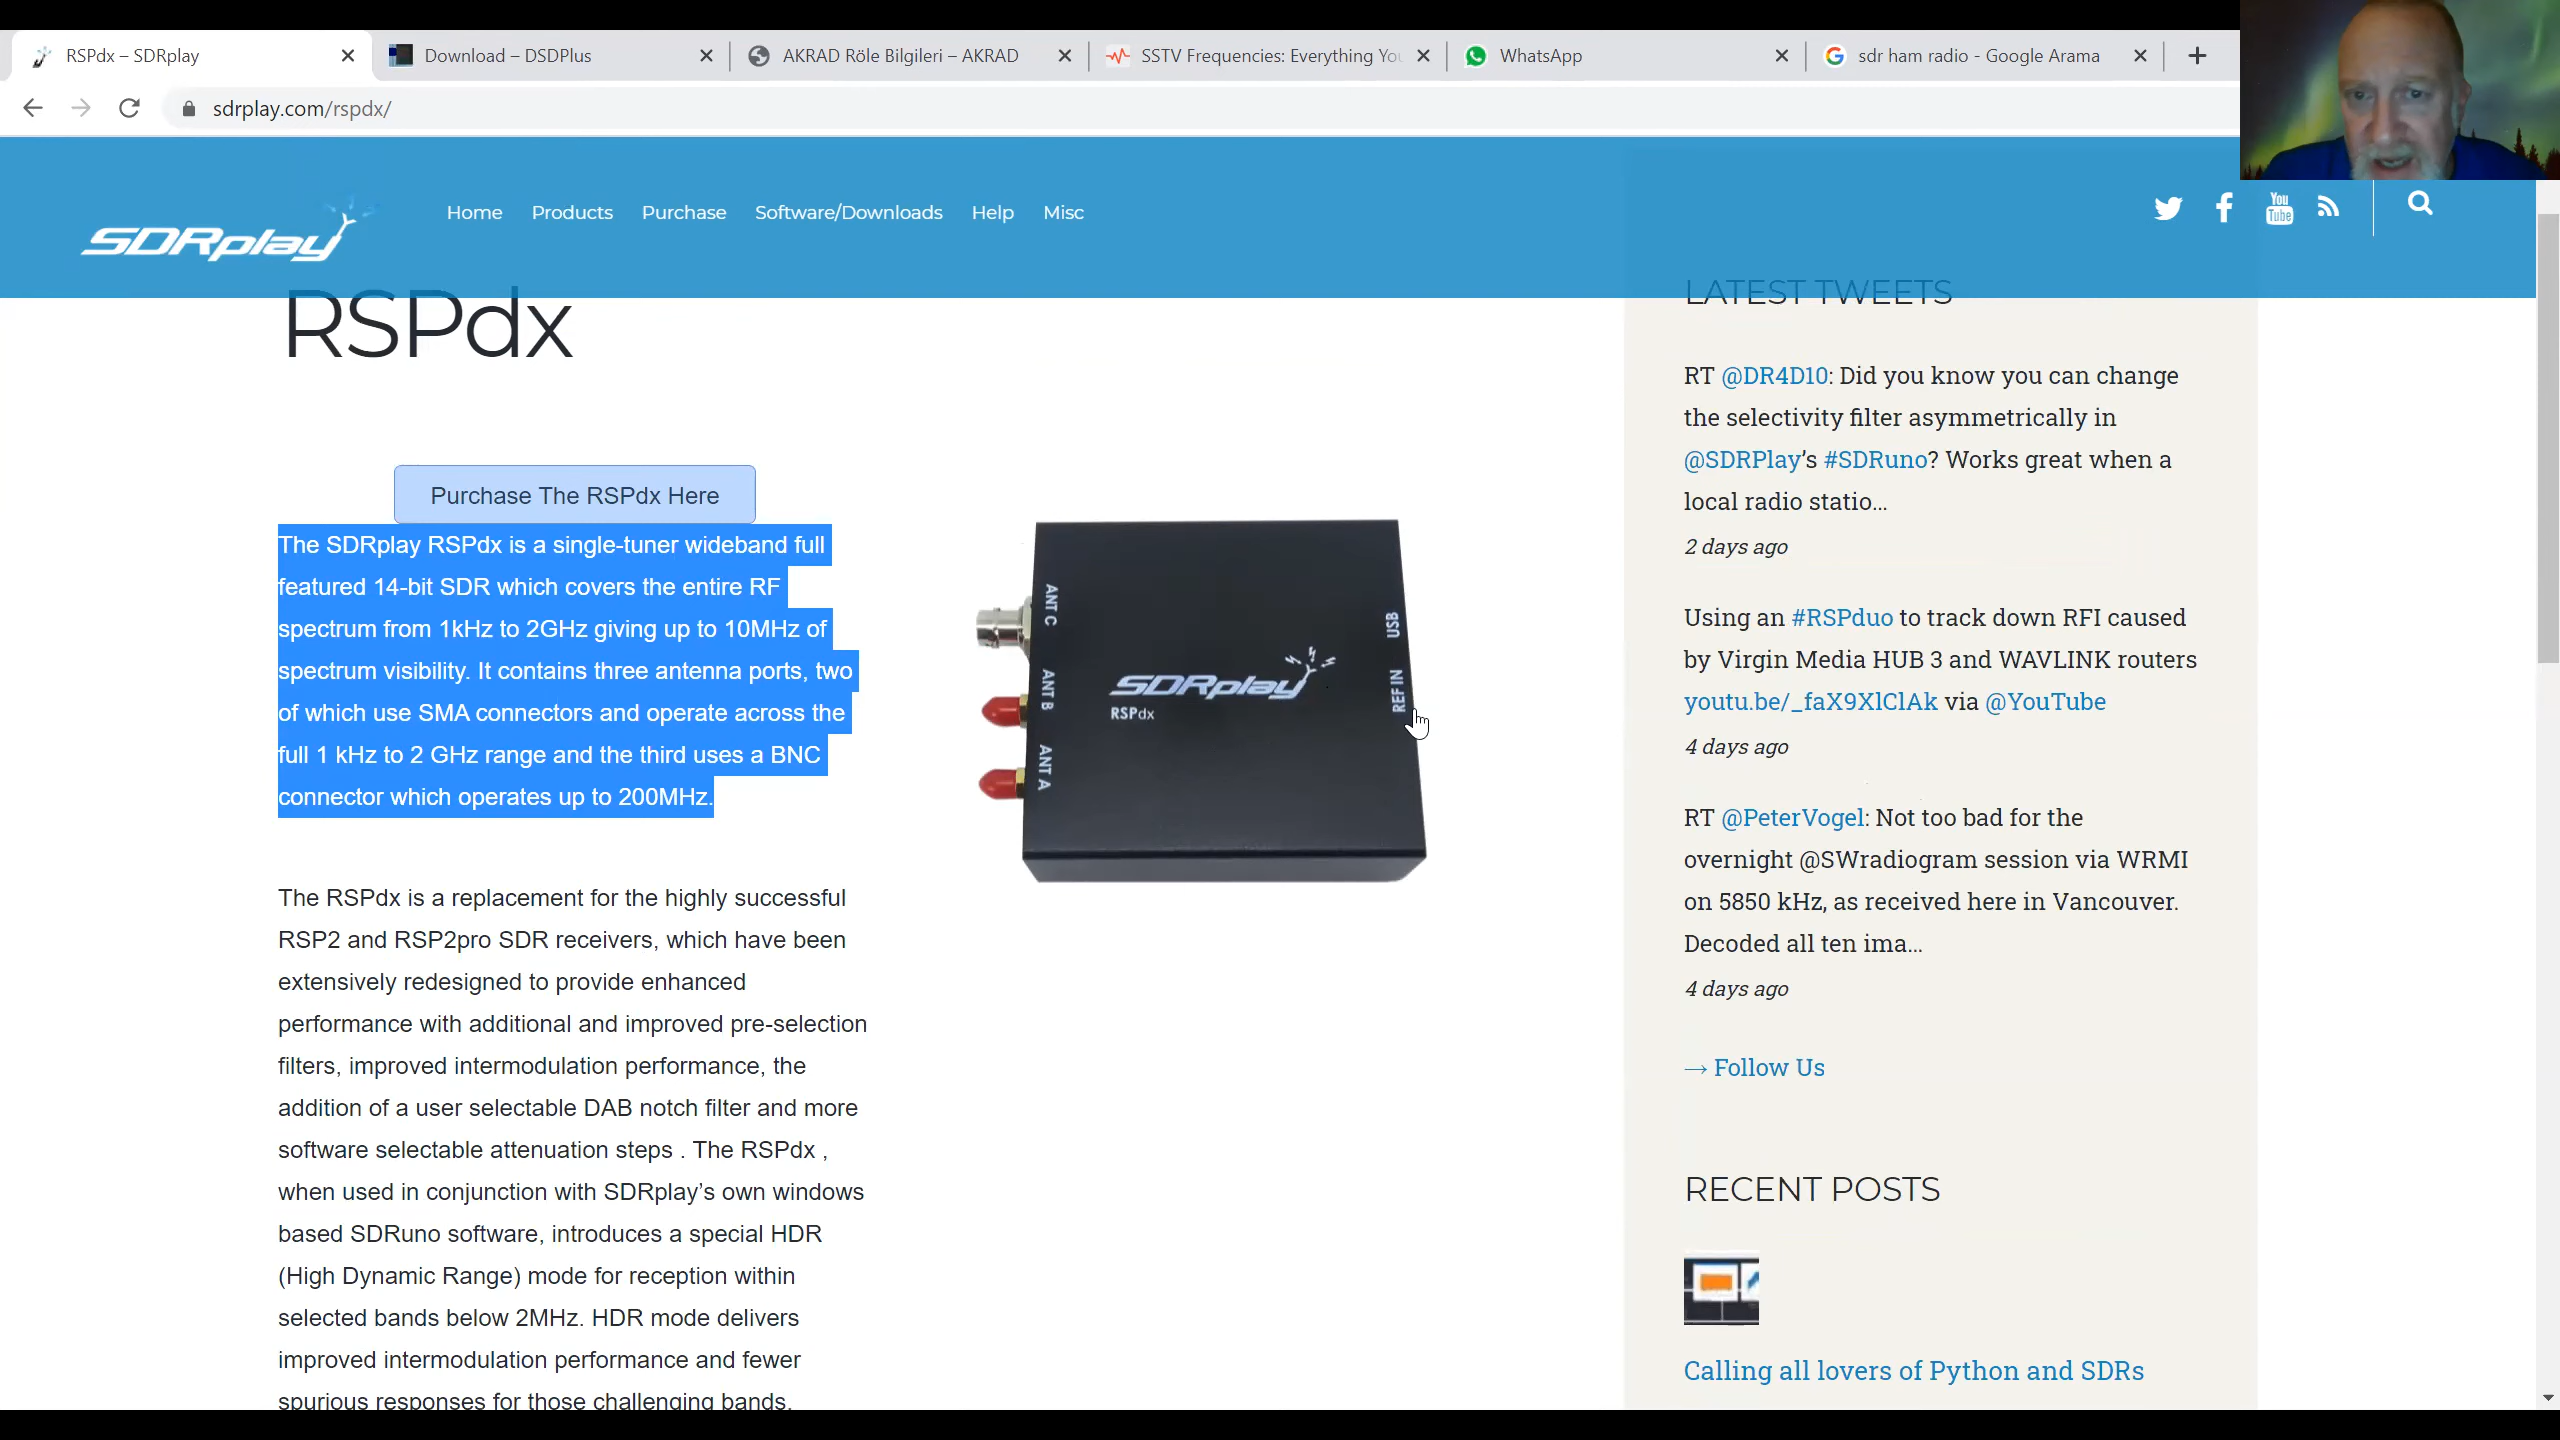 RSPdx – SDRplay
Download – DSDPlus
AKRAD Röle Bilgileri – AKRAD
SSTV Frequencies: Everything You
WhatsApp
sdr ham radio - Google Arama
sdrplay.com/rspdx/
SDRplay
Home
Products
Purchase
Software/Downloads
Help
Misc
You
Tube
RSPdx
Purchase The RSPdx Here
The SDRplay RSPdx is a single-tuner wideband full
featured 14-bit SDR which covers the entire RF
spectrum from 1kHz to 2GHz giving up to 10MHz of
spectrum visibility. It contains three antenna ports, two
of which use SMA connectors and operate across the
full 1 kHz to 2 GHz range and the third uses a BNC
connector which operates up to 200MHz.
The RSPdx is a replacement for the highly successful
RSP2 and RSP2pro SDR receivers, which have been
extensively redesigned to provide enhanced
performance with additional and improved pre-selection
filters, improved intermodulation performance, the
addition of a user selectable DAB notch filter and more
software selectable attenuation steps . The RSPdx ,
when used in conjunction with SDRplay’s own windows
based SDRuno software, introduces a special HDR
(High Dynamic Range) mode for reception within
selected bands below 2MHz. HDR mode delivers
improved intermodulation performance and fewer
spurious responses for those challenging bands.
ANT C
ANT B
ANT A
SDRplay
RSPdx
USB
REF IN
LATEST TWEETS
RT @DR4D10: Did you know you can change
the selectivity filter asymmetrically in
@SDRPlay’s #SDRuno? Works great when a
local radio statio...
2 days ago
Using an #RSPduo to track down RFI caused
by Virgin Media HUB 3 and WAVLINK routers
youtu.be/_faX9XlClAk via @YouTube
4 days ago
RT @PeterVogel: Not too bad for the
overnight @SWradiogram session via WRMI
on 5850 kHz, as received here in Vancouver.
Decoded all ten ima...
4 days ago
→ Follow Us
RECENT POSTS
Calling all lovers of Python and SDRs